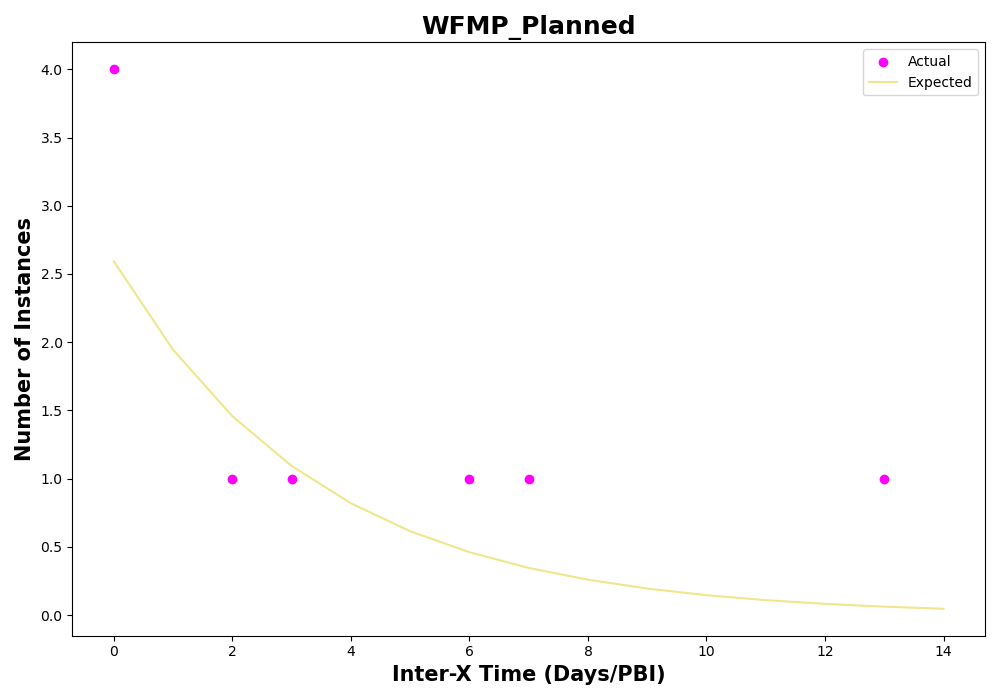 WFMP_Planned
Actual
Expected
Number of Instances
4.0
3.5
3.0
2.5
2.0
1.5
1.0
0.5
0.0
0 2 4 6 8 10 12 14
Inter-X Time (Days/PBI)